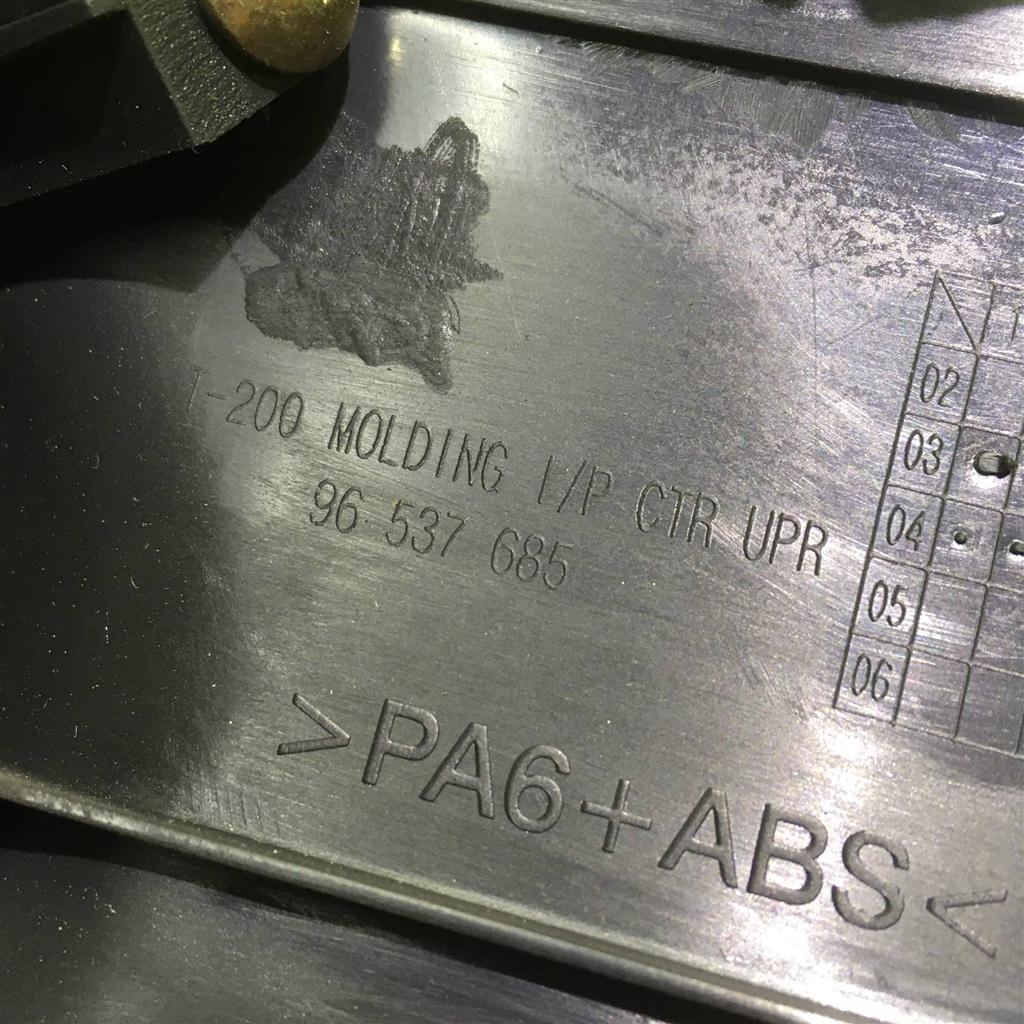 T-200 MOLDING I/P CTR UPR
96 537 685
>PA6+ABS<
02
03
04
05
06